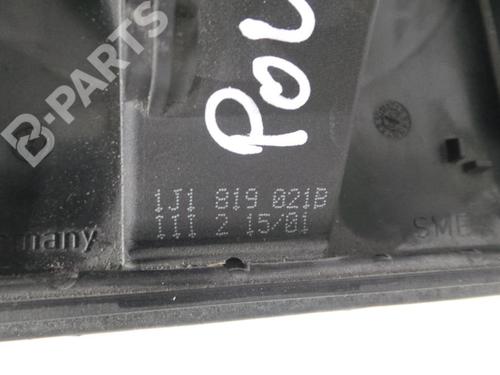 B-PARTS
POL
1J1 819 021B
111 2 15/01
many
SME